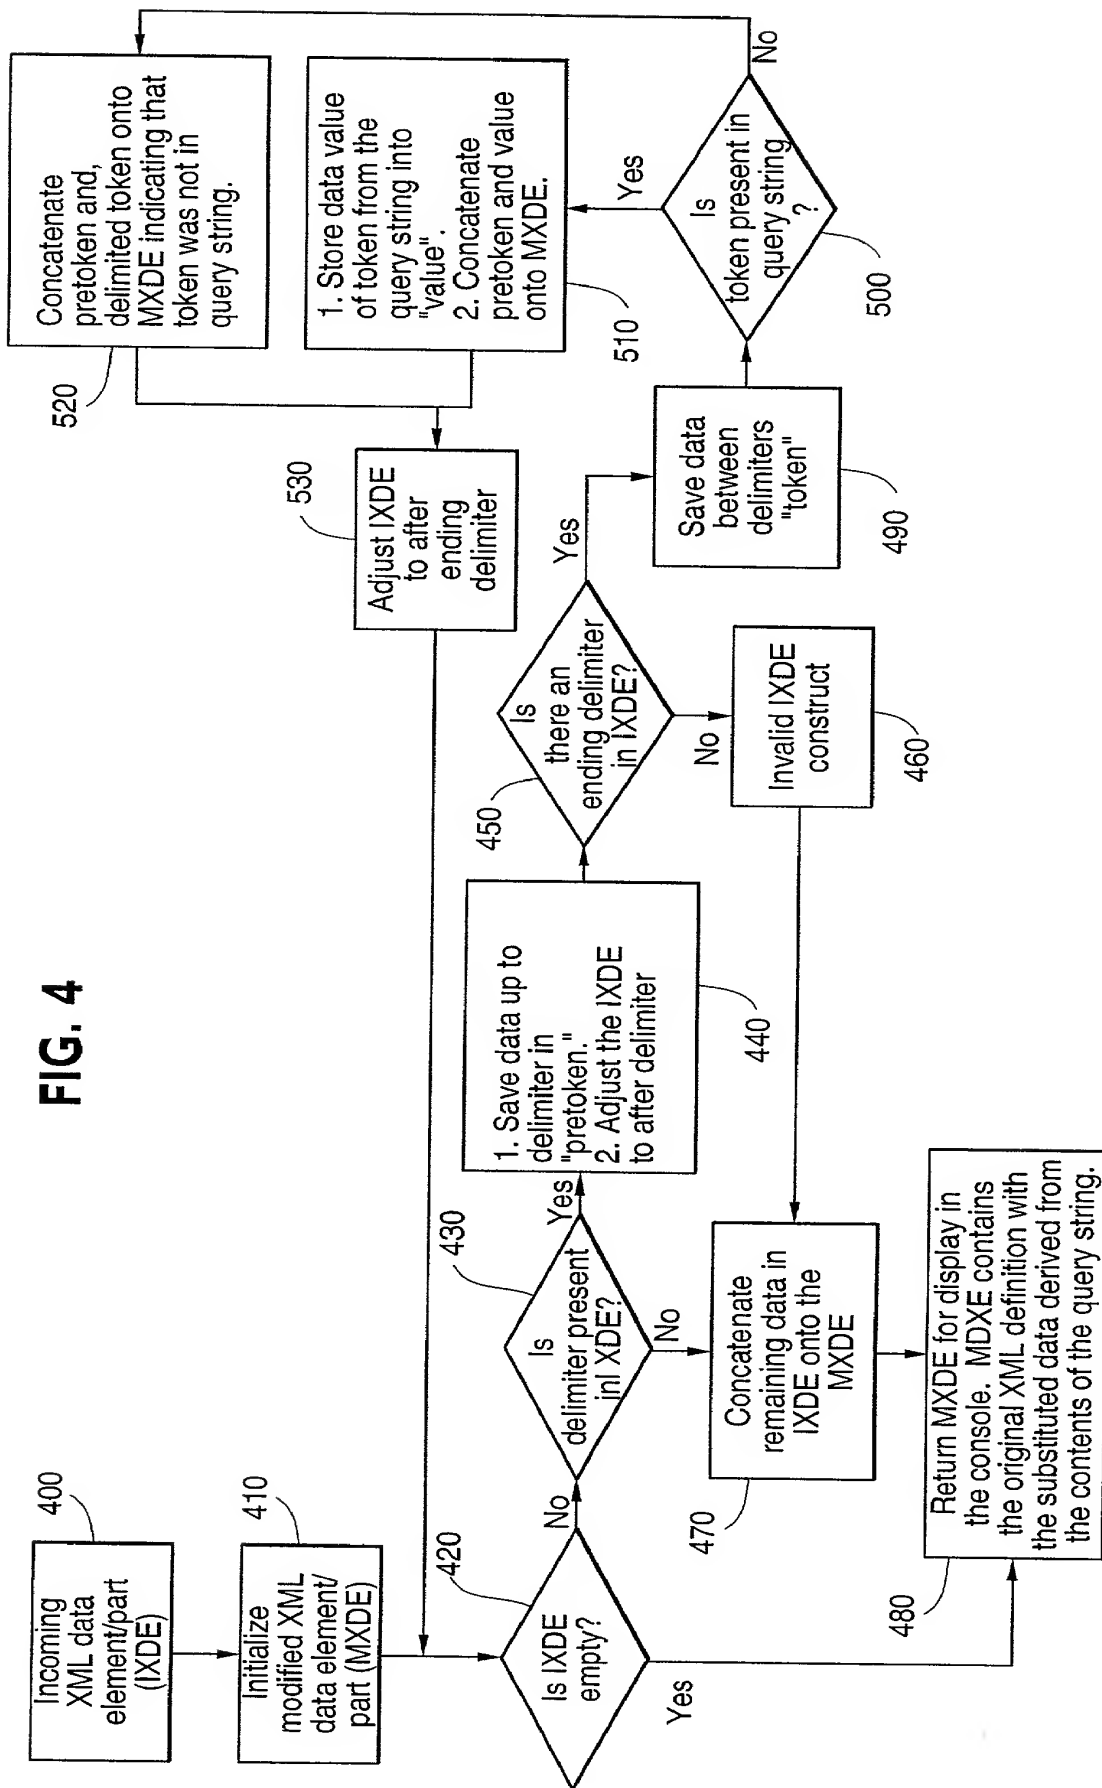 FIG. 4
400
Incoming
XML data
element/part
(IXDE)
410
Initialize
modified XML
data element/
part (MXDE)
420
Is IXDE
empty?
No
Yes
430
Is
delimiter present
inI XDE?
Yes
No
1. Save data up to
delimiter in
"pretoken."
2. Adjust the IXDE
to after delimiter
440
450
Is
there an
ending delimiter
in IXDE?
Yes
No
Invalid IXDE
construct
460
470
Concatenate
remaining data in
IXDE onto the
MXDE
480
Return MXDE for display in
the console. MDXE contains
the original XML definition with
the substituted data derived from
the contents of the query string.
Save data
between
delimiters
"token"
490
Is
token present in
query string
?
500
Yes
No
1. Store data value
of token from the
query string into
"value".
2. Concatenate
pretoken and value
onto MXDE.
510
Concatenate
pretoken and,
delimited token onto
MXDE indicating that
token was not in
query string.
520
530
Adjust IXDE
to after
ending
delimiter